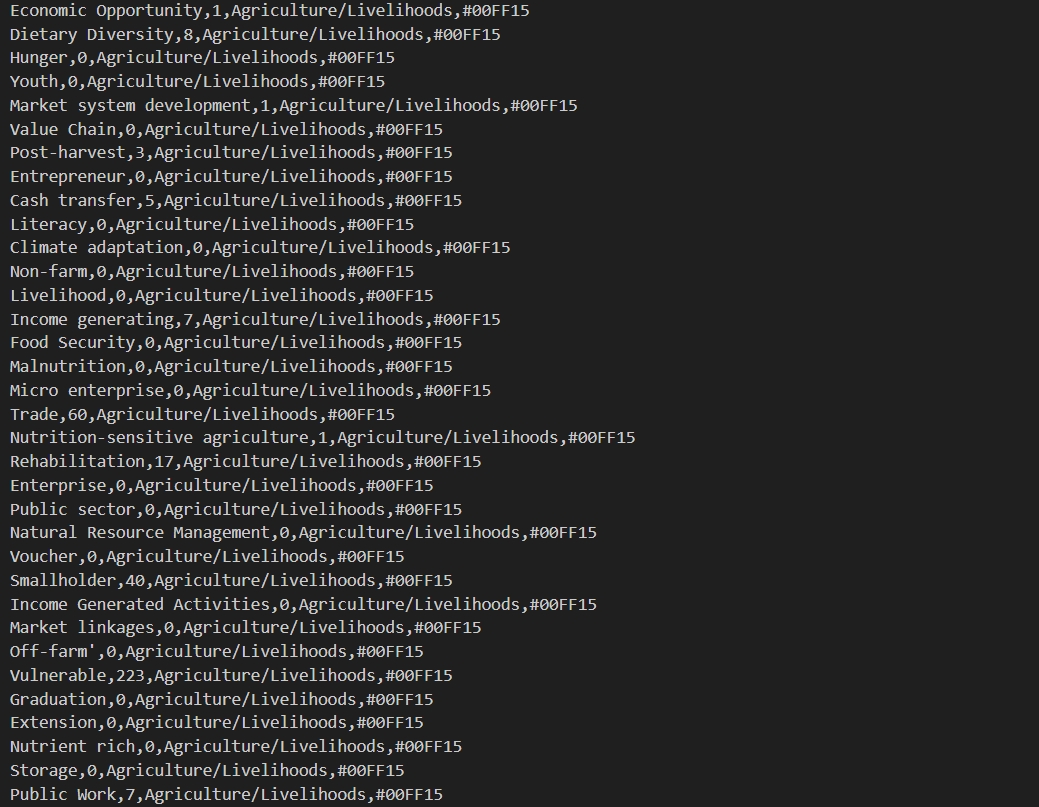 Economic Opportunity,1,Agriculture/Livelihoods,#00FF15
Dietary Diversity,8,Agriculture/Livelihoods,#00FF15
Hunger,0,Agriculture/Livelihoods,#00FF15
Youth,0,Agriculture/Livelihoods,#00FF15
Market system development,1,Agriculture/Livelihoods,#00FF15
Value Chain,0,Agriculture/Livelihoods,#00FF15
Post-harvest,3,Agriculture/Livelihoods,#00FF15
Entrepreneur,0,Agriculture/Livelihoods,#00FF15
Cash transfer,5,Agriculture/Livelihoods,#00FF15
Literacy,0,Agriculture/Livelihoods,#00FF15
Climate adaptation,0,Agriculture/Livelihoods,#00FF15
Non-farm,0,Agriculture/Livelihoods,#00FF15
Livelihood,0,Agriculture/Livelihoods,#00FF15
Income generating,7,Agriculture/Livelihoods,#00FF15
Food Security,0,Agriculture/Livelihoods,#00FF15
Malnutrition,0,Agriculture/Livelihoods,#00FF15
Micro enterprise,0,Agriculture/Livelihoods,#00FF15
Trade,60,Agriculture/Livelihoods,#00FF15
Nutrition-sensitive agriculture,1,Agriculture/Livelihoods,#00FF15
Rehabilitation,17,Agriculture/Livelihoods,#00FF15
Enterprise,0,Agriculture/Livelihoods,#00FF15
Public sector,0,Agriculture/Livelihoods,#00FF15
Natural Resource Management,0,Agriculture/Livelihoods,#00FF15
Voucher,0,Agriculture/Livelihoods,#00FF15
Smallholder,40,Agriculture/Livelihoods,#00FF15
Income Generated Activities,0,Agriculture/Livelihoods,#00FF15
Market linkages,0,Agriculture/Livelihoods,#00FF15
Off-farm',0,Agriculture/Livelihoods,#00FF15
Vulnerable,223,Agriculture/Livelihoods,#00FF15
Graduation,0,Agriculture/Livelihoods,#00FF15
Extension,0,Agriculture/Livelihoods,#00FF15
Nutrient rich,0,Agriculture/Livelihoods,#00FF15
Storage,0,Agriculture/Livelihoods,#00FF15
Public Work,7,Agriculture/Livelihoods,#00FF15